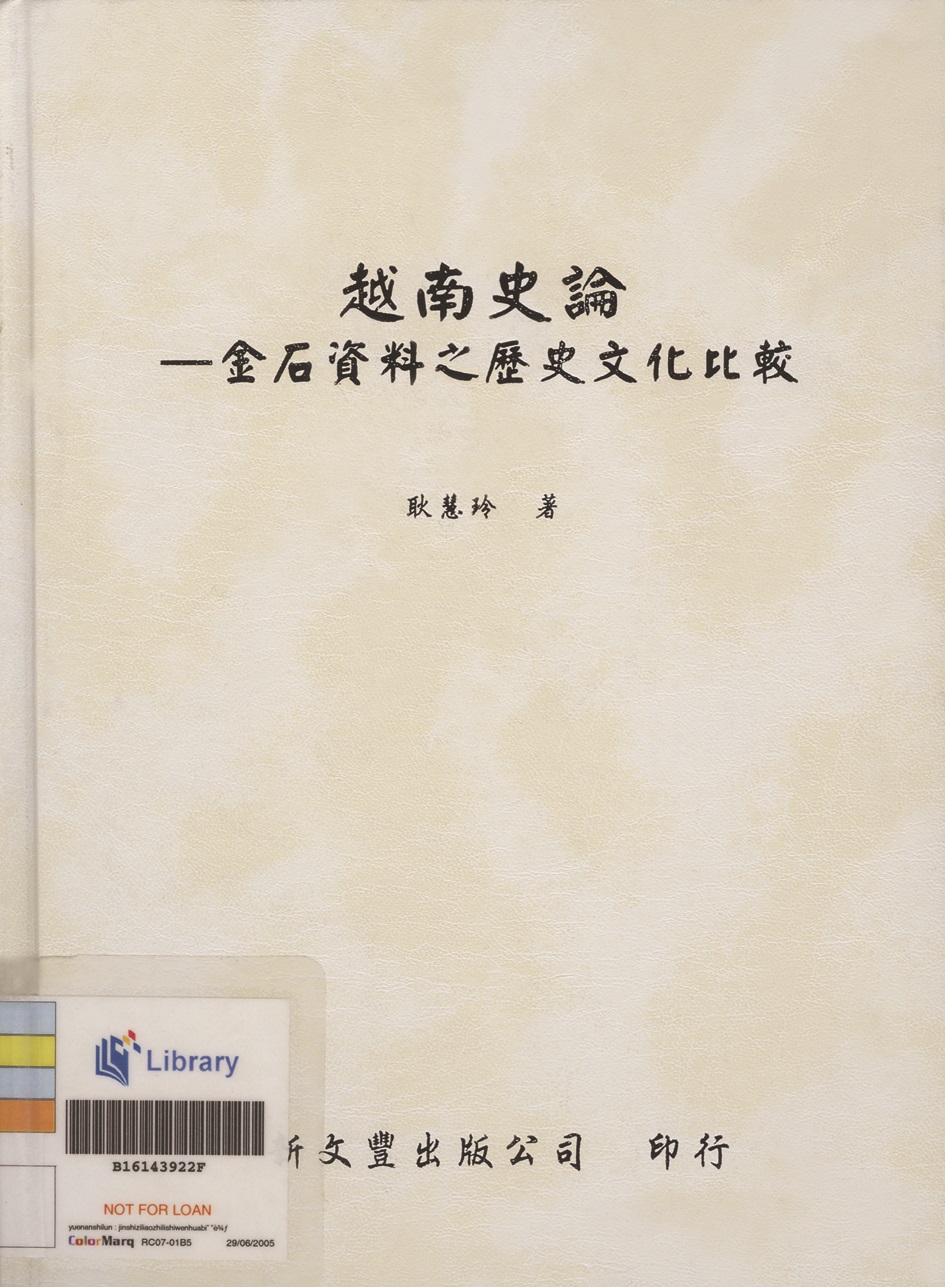 越南史論
—金石資料之歷史文化比較
耿慧玲 著
新文豐出版公司 印行
Library
B16143922F
NOT FOR LOAN
yuenanshilun : jinshiziliaozhilishiwenhuabi
ColorMarq RC07-01B5 29/06/2005